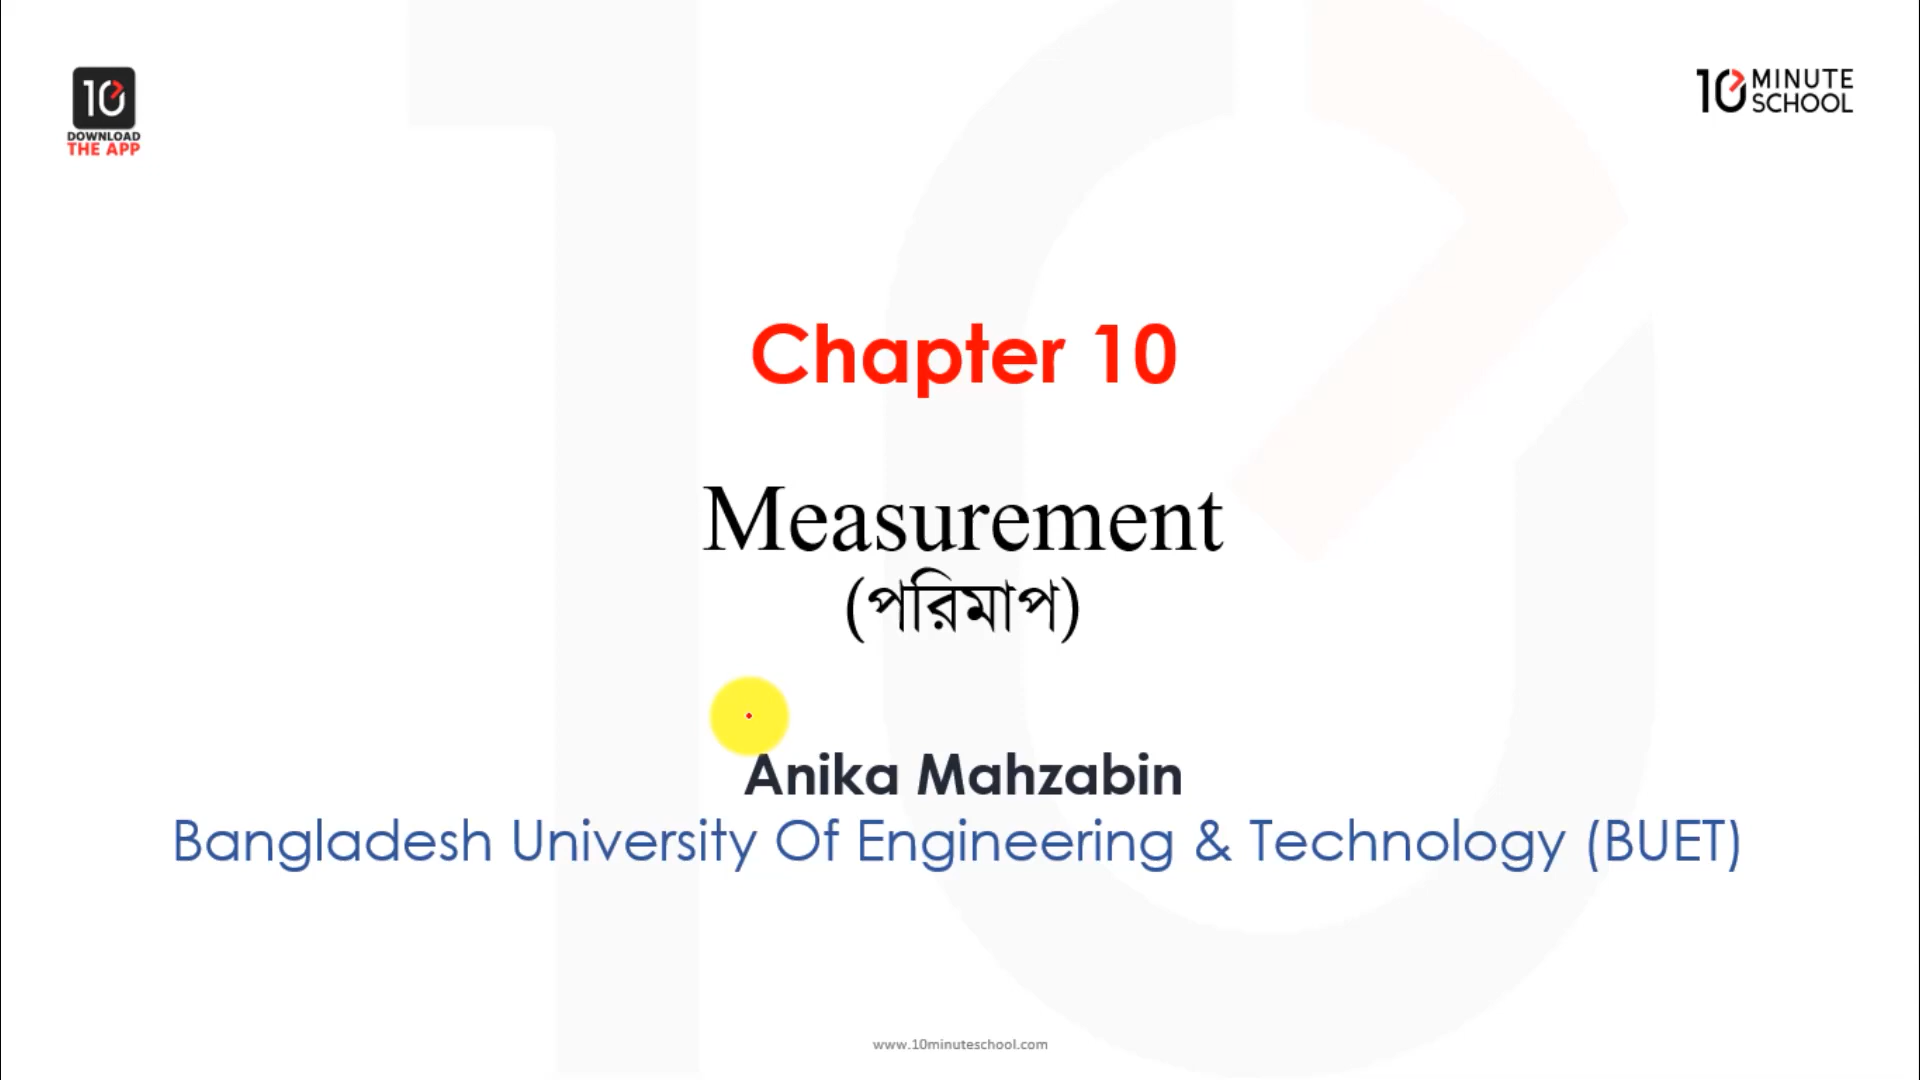 10
DOWNLOAD
THE APP
10 MINUTE
SCHOOL
Chapter 10
Measurement
(পরিমাপ)
Anika Mahzabin
Bangladesh University Of Engineering & Technology (BUET)
www.10minuteschool.com